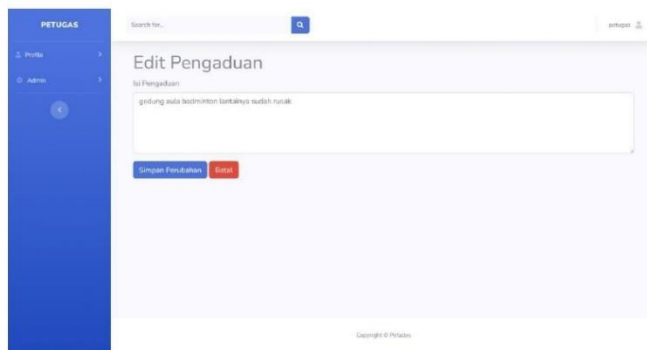 PETUGAS
Search for...
petugas
Profile
Admin
Edit Pengaduan
Isi Pengaduan
gedung aula badminton lantainya sudah rusak
Simpan Perubahan
Batal
Copyright ©